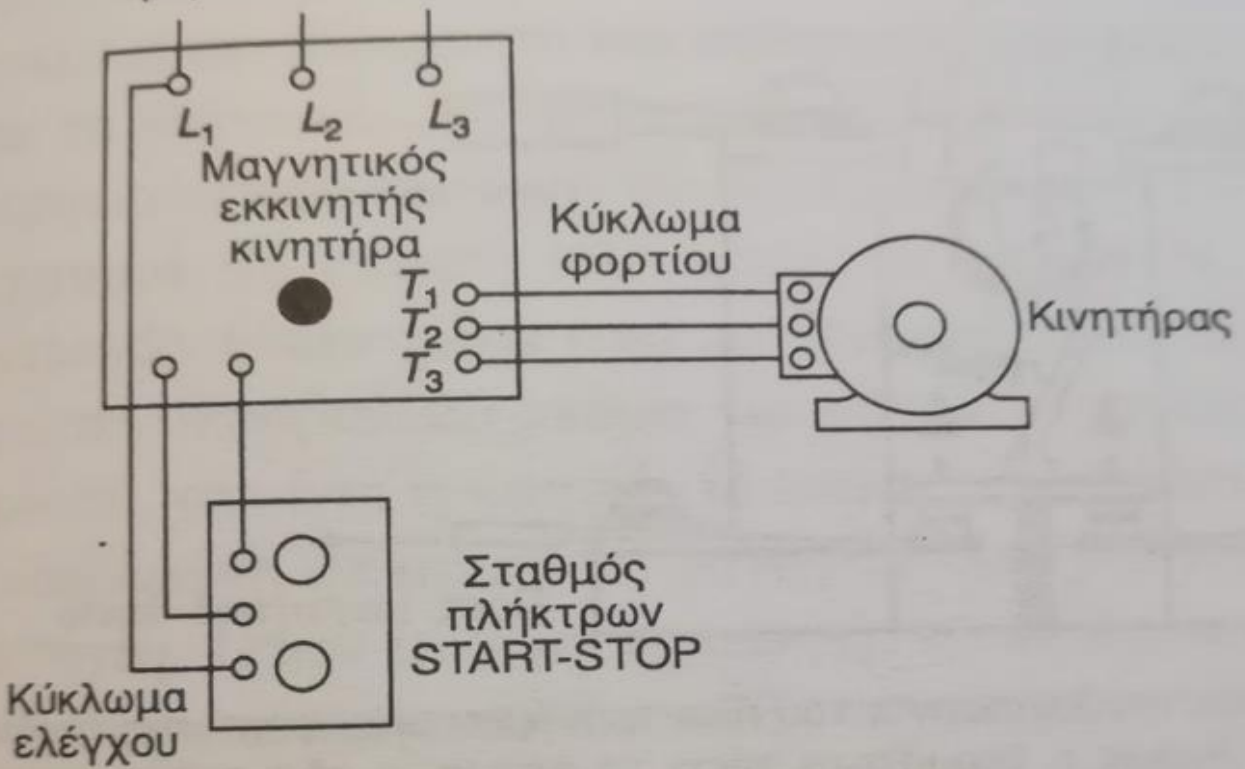 L1
L2
L3
Μαγνητικός
εκκινητής
κινητήρα
T1
T2
T3
Κύκλωμα
φορτίου
Κινητήρας
Σταθμός
πλήκτρων
START-STOP
Κύκλωμα
ελέγχου